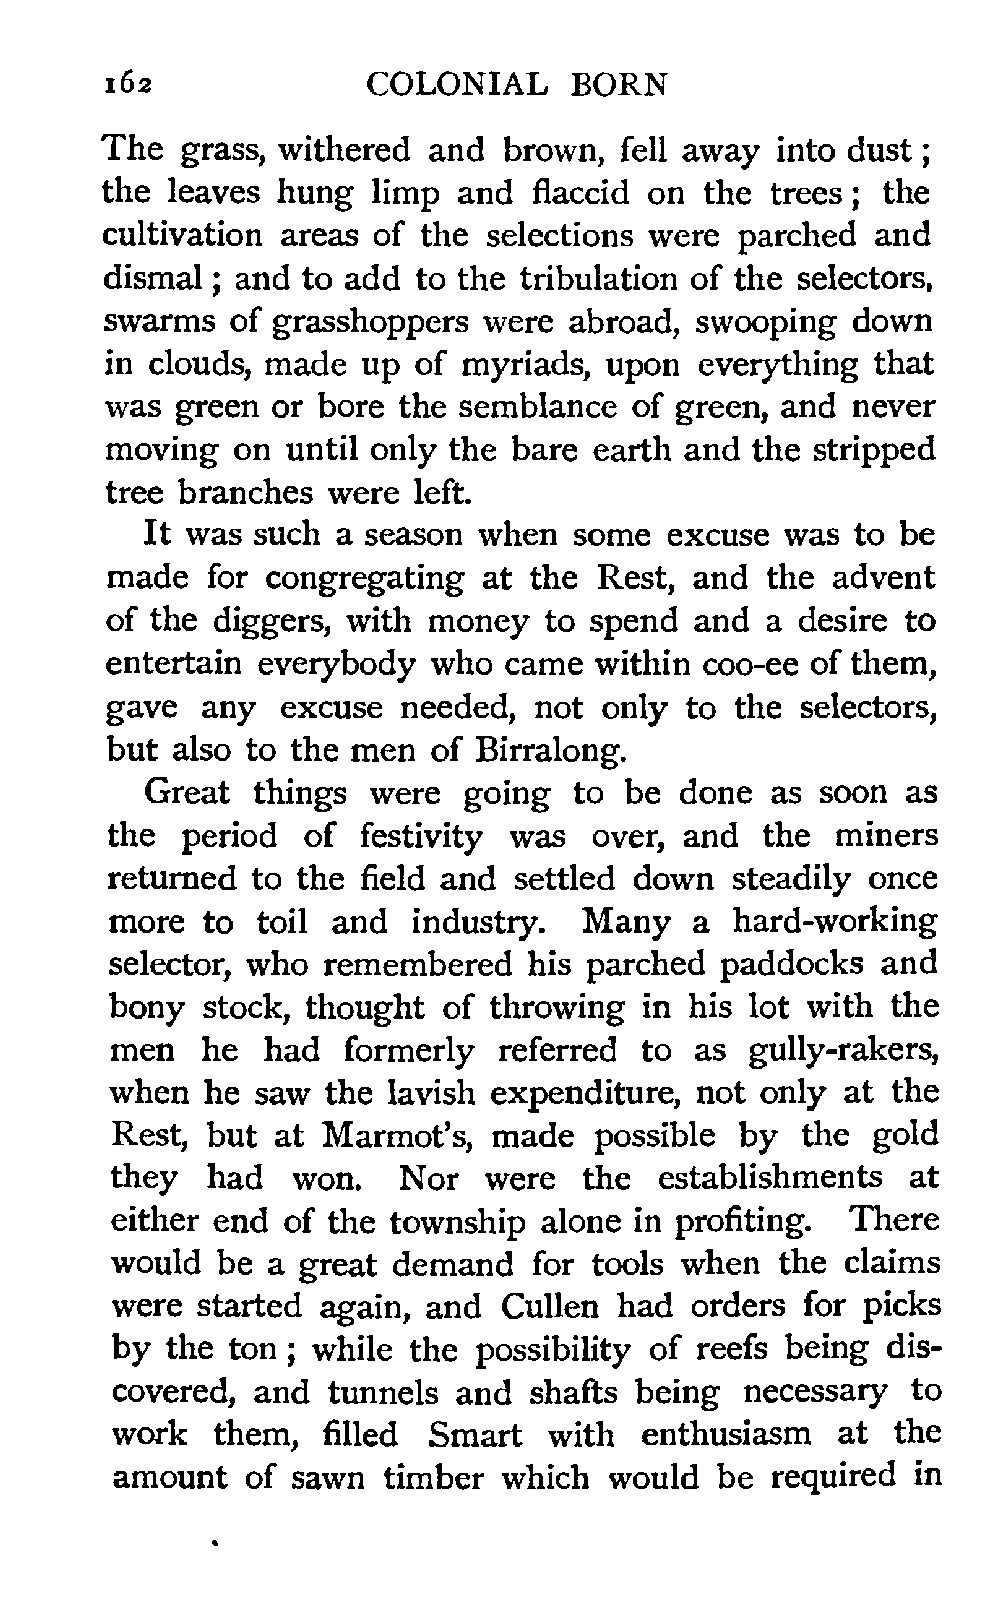 162 COLONIAL BORN
The grass, withered and brown, fell away into dust ;
the leaves hung limp and flaccid on the trees ; the
cultivation areas of the selections were parched and
dismal ; and to add to the tribulation of the selectors,
swarms of grasshoppers were abroad, swooping down
in clouds, made up of myriads, upon everything that
was green or bore the semblance of green, and never
moving on until only the bare earth and the stripped
tree branches were left.
It was such a season when some excuse was to be
made for congregating at the Rest, and the advent
of the diggers, with money to spend and a desire to
entertain everybody who came within coo-ee of them,
gave any excuse needed, not only to the selectors,
but also to the men of Birralong.
Great things were going to be done as soon as
the period of festivity was over, and the miners
returned to the field and settled down steadily once
more to toil and industry. Many a hard-working
selector, who remembered his parched paddocks and
bony stock, thought of throwing in his lot with the
men he had formerly referred to as gully-rakers,
when he saw the lavish expenditure, not only at the
Rest, but at Marmot's, made possible by the gold
they had won. Nor were the establishments at
either end of the township alone in profiting. There
would be a great demand for tools when the claims
were started again, and Cullen had orders for picks
by the ton ; while the possibility of reefs being dis-
covered, and tunnels and shafts being necessary to
work them, filled Smart with enthusiasm at the
amount of sawn timber which would be required in